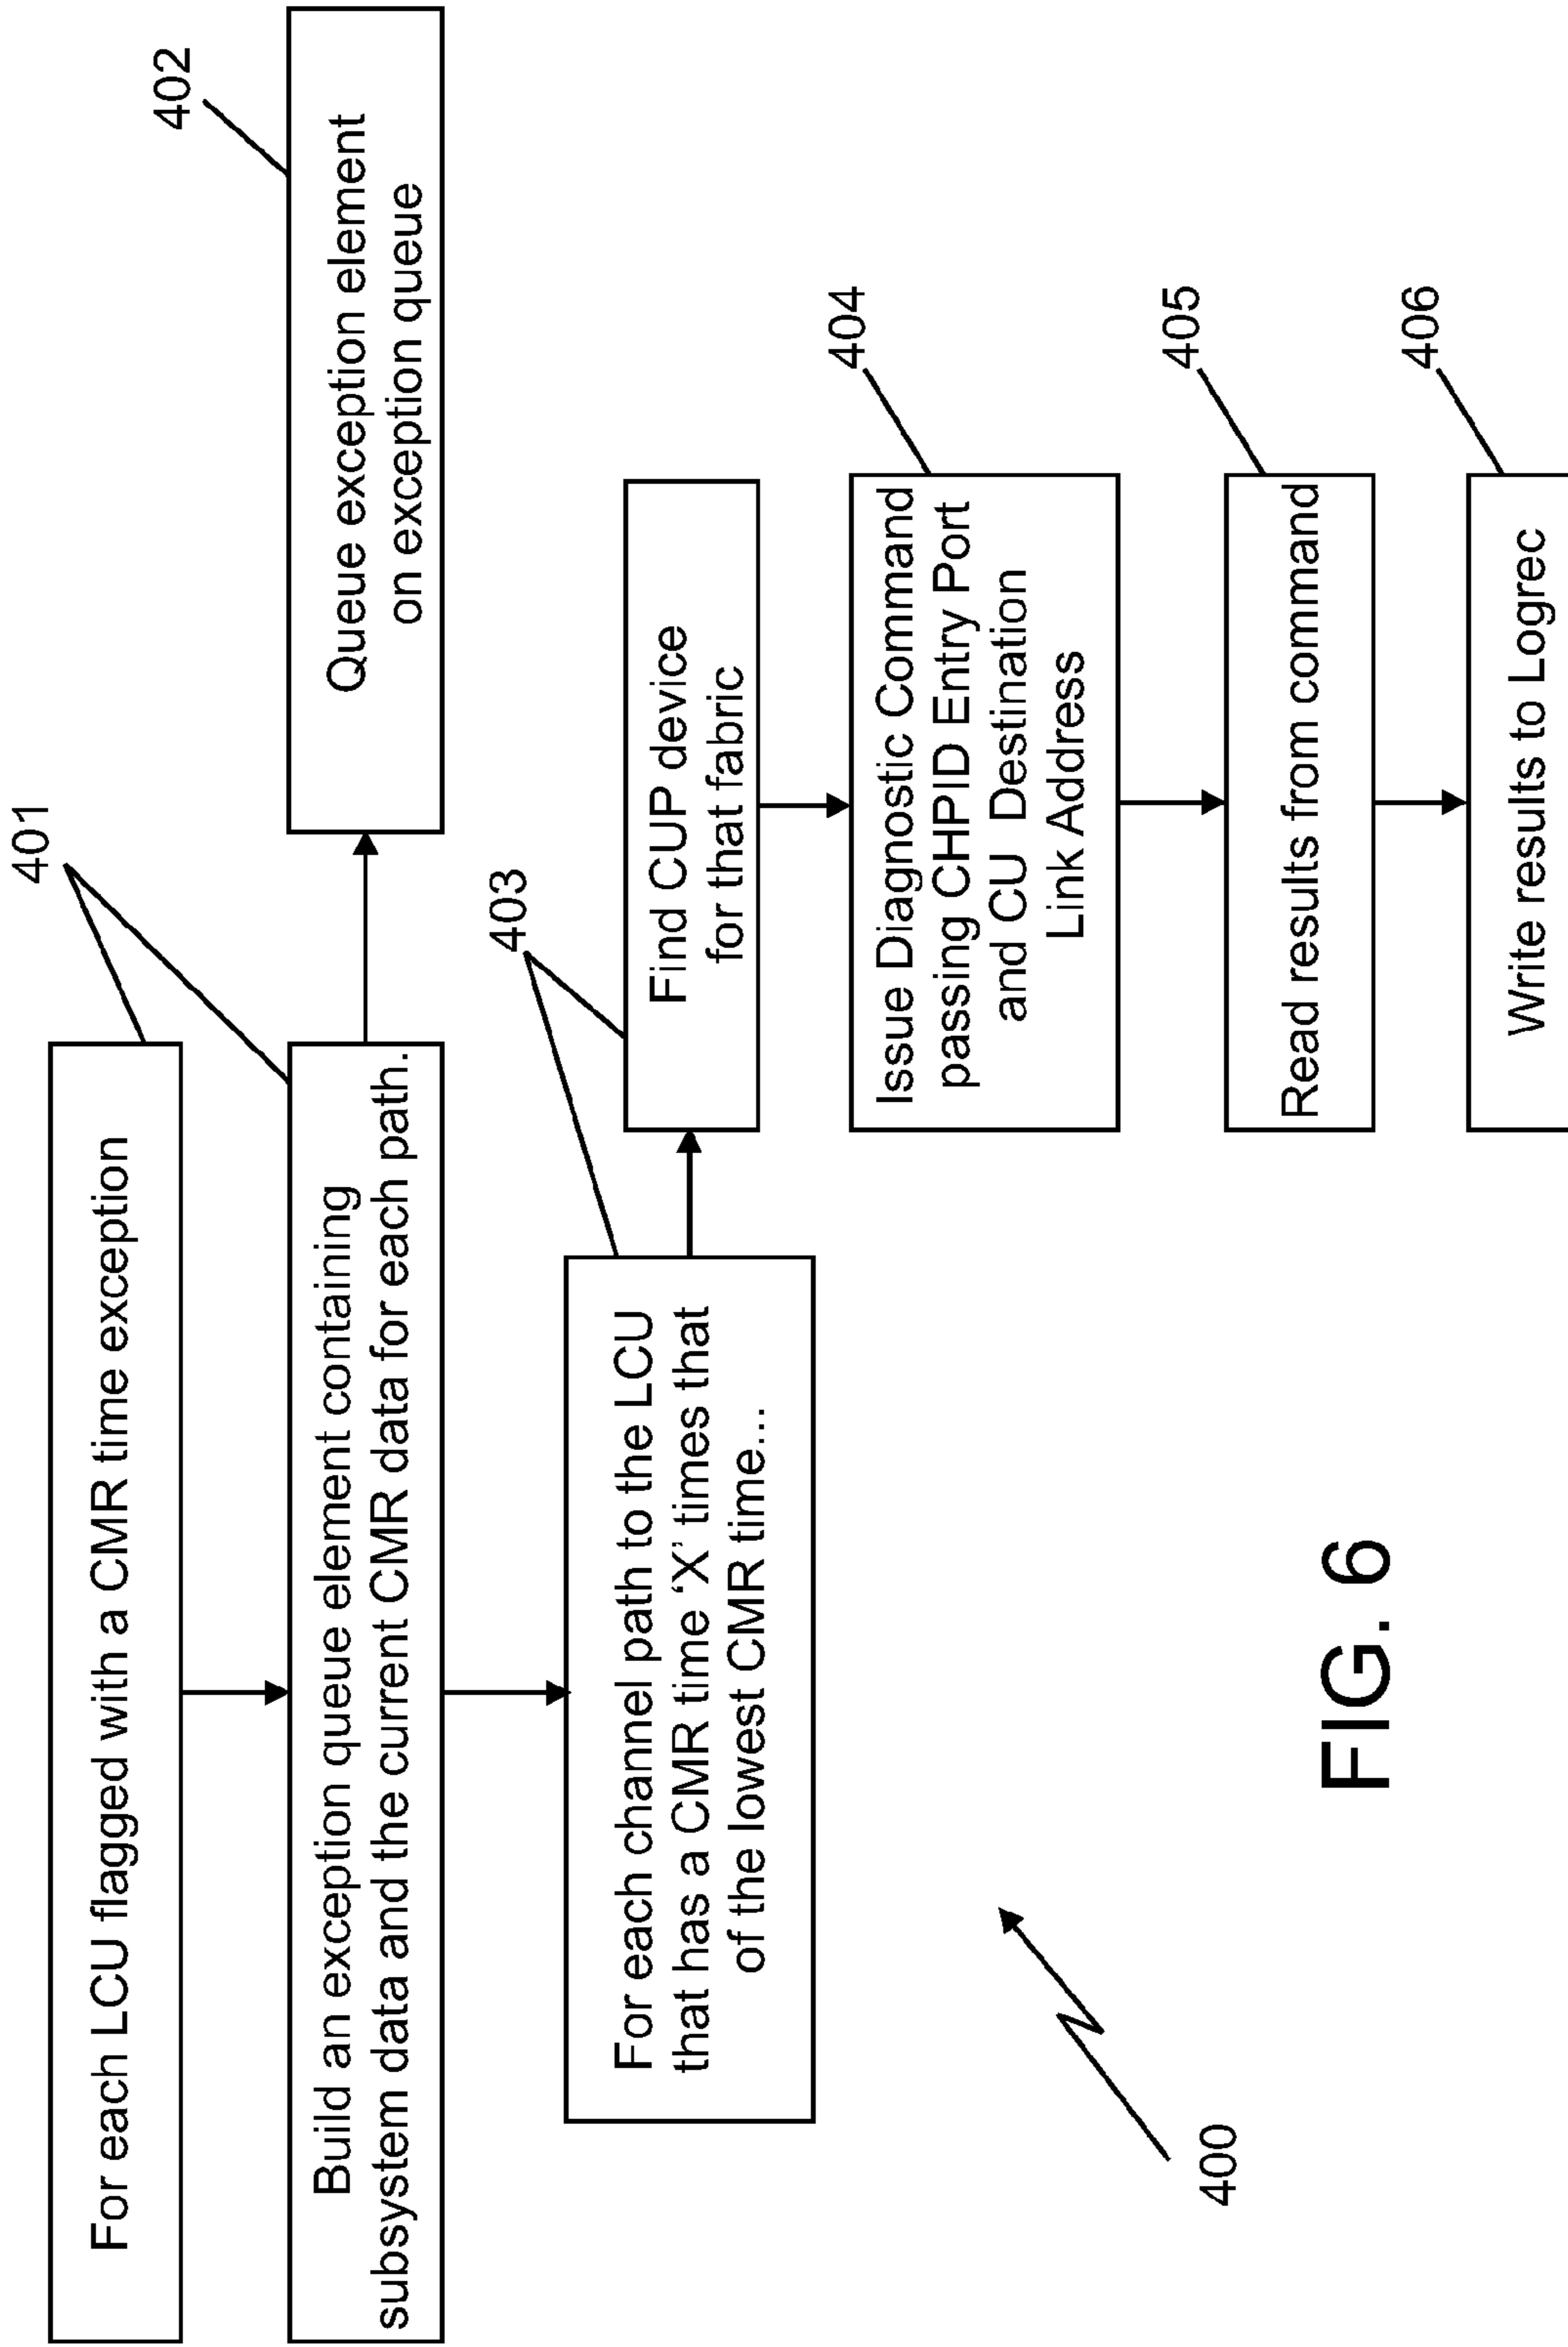 401
For each LCU flagged with a CMR time exception
402
Build an exception queue element containing
subsystem data and the current CMR data for each path.
Queue exception element
on exception queue
403
For each channel path to the LCU
that has a CMR time ‘X’ times that
of the lowest CMR time...
Find CUP device
for that fabric
404
Issue Diagnostic Command
passing CHPID Entry Port
and CU Destination
Link Address
405
Read results from command
406
Write results to Logrec
400
FIG. 6